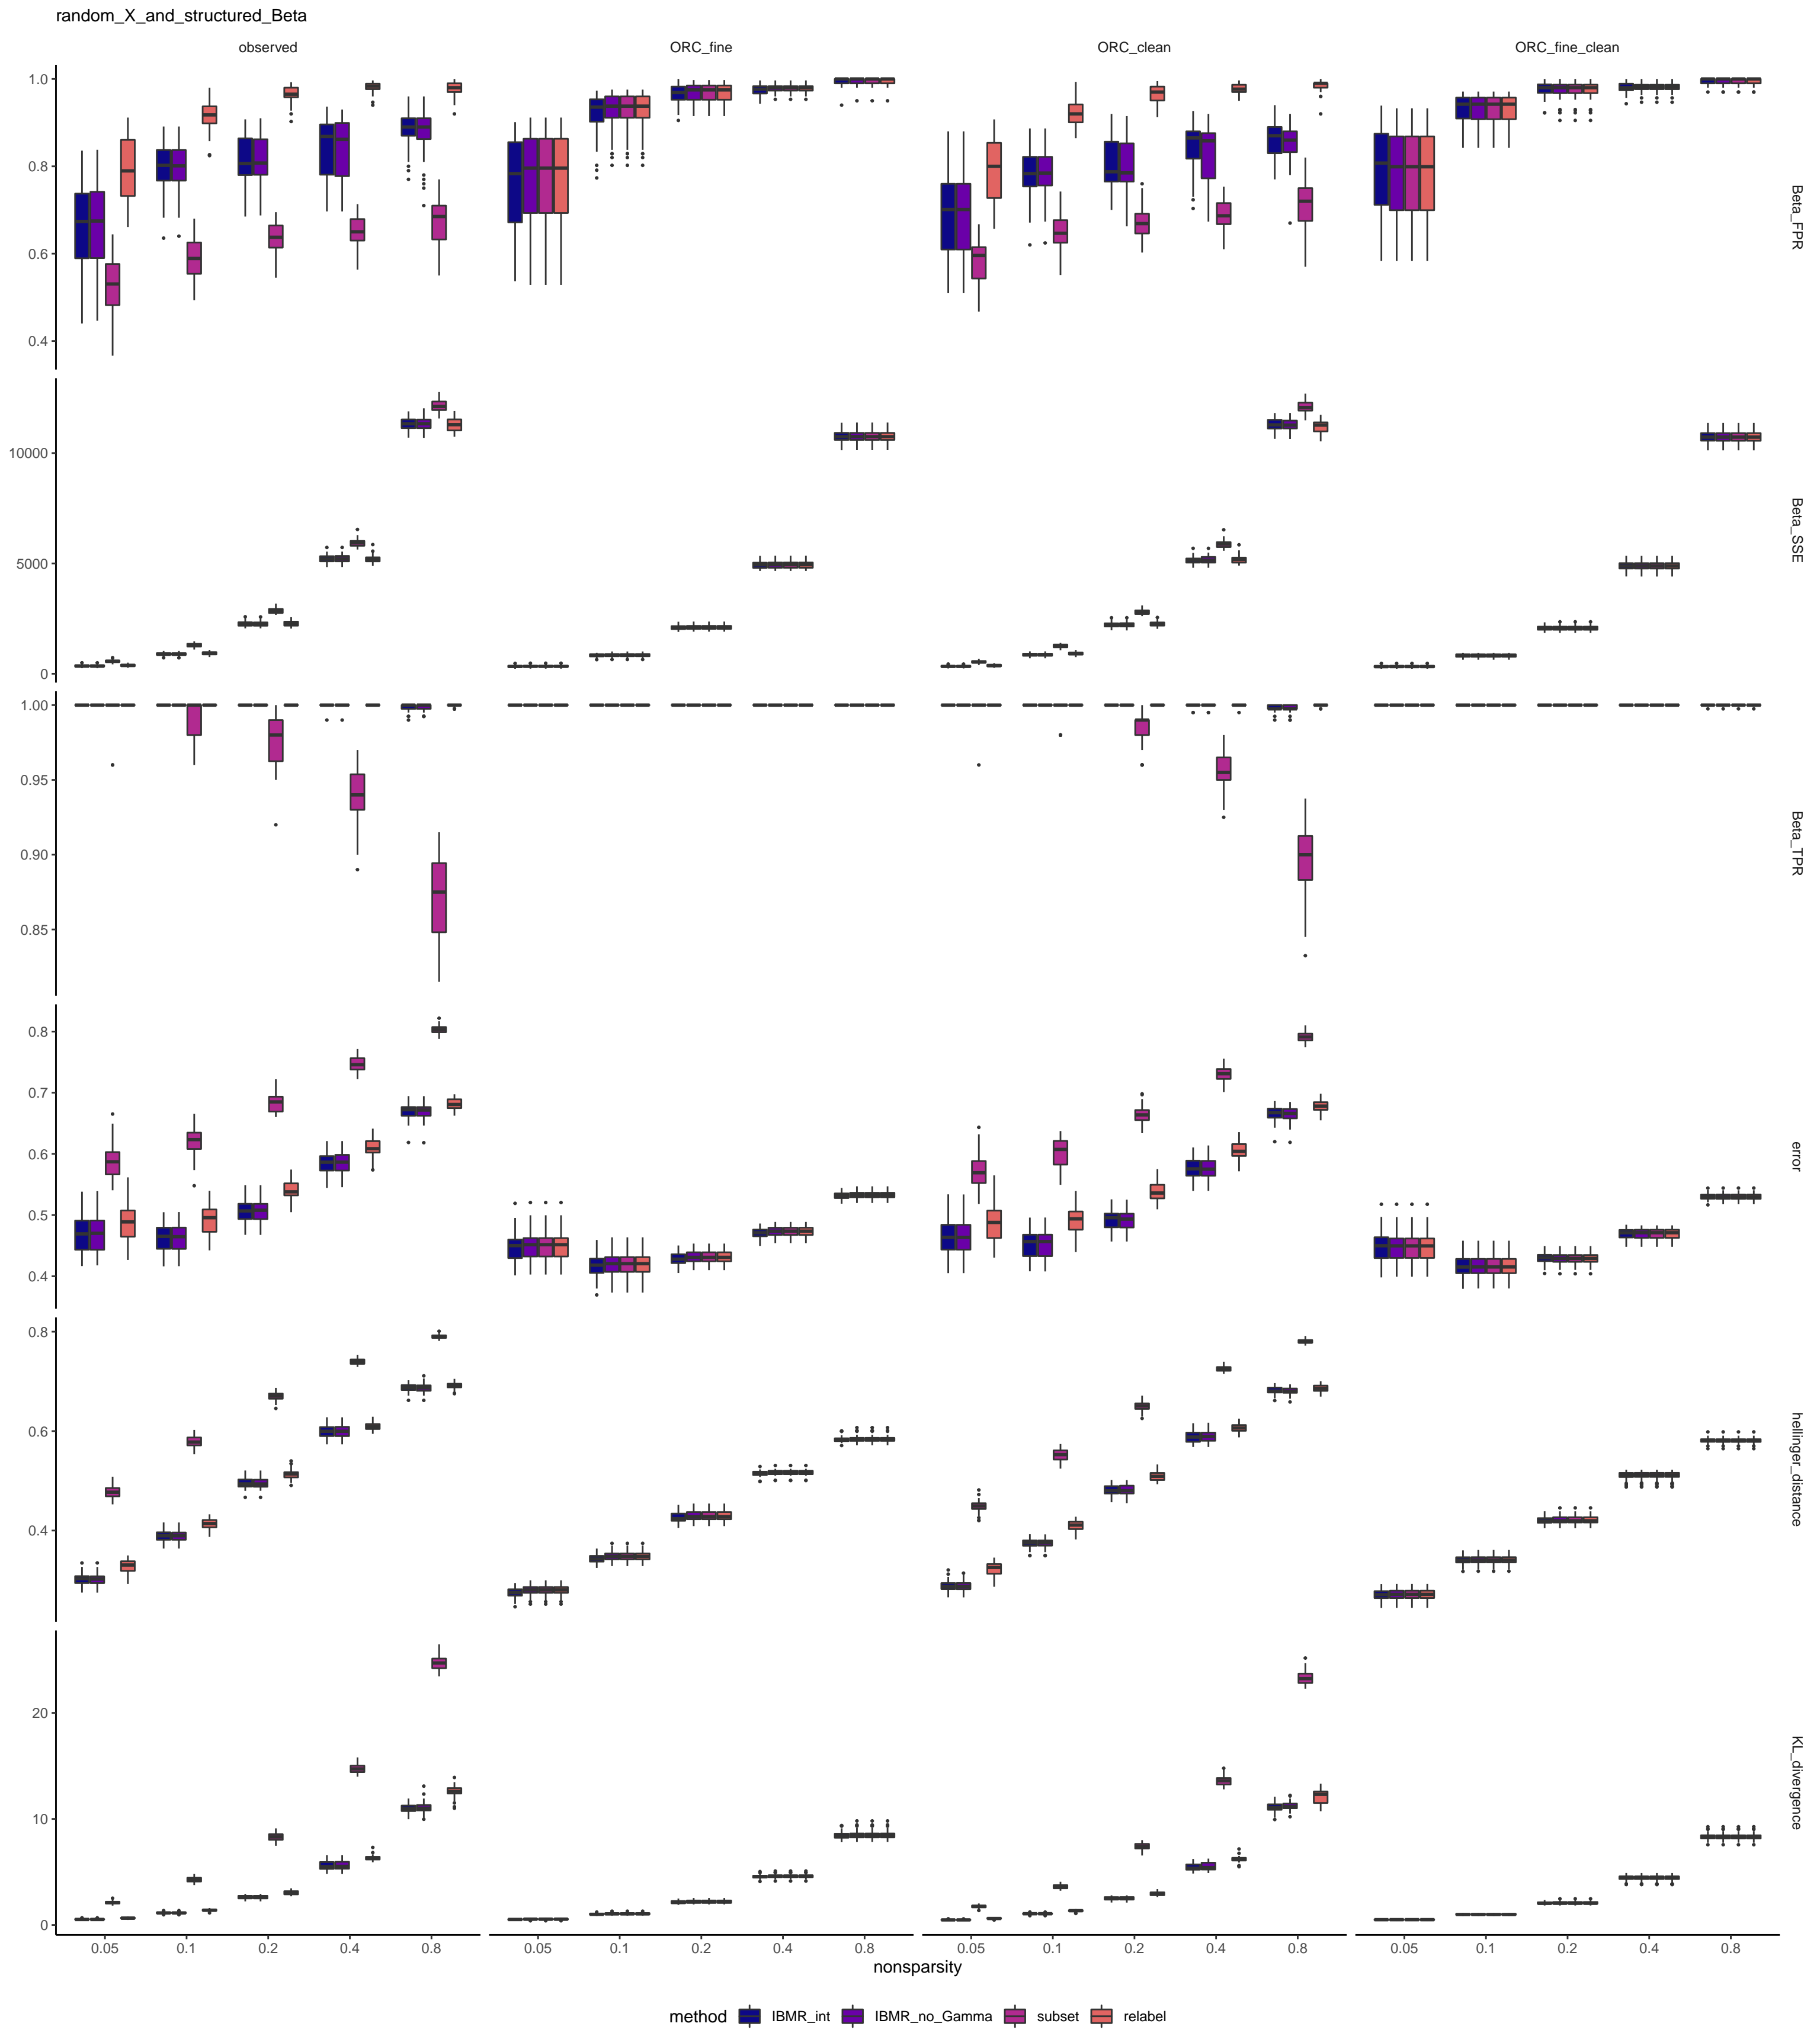 random_X_and_structured_Beta
observed ORC_fine ORC_clean ORC_fine_clean
1.0
0.8
0.6
0.4
Beta_FPR
10000
5000
0
Beta_SSE
1.00
0.95
0.90
0.85
Beta_TPR
0.8
0.7
0.6
0.5
0.4
error
0.8
0.6
0.4
hellinger_distance
20
10
0
KL_divergence
0.05 0.1 0.2 0.4 0.8 0.05 0.1 0.2 0.4 0.8 0.05 0.1 0.2 0.4 0.8 0.05 0.1 0.2 0.4 0.8
nonsparsity
method IBMR_int IBMR_no_Gamma subset relabel